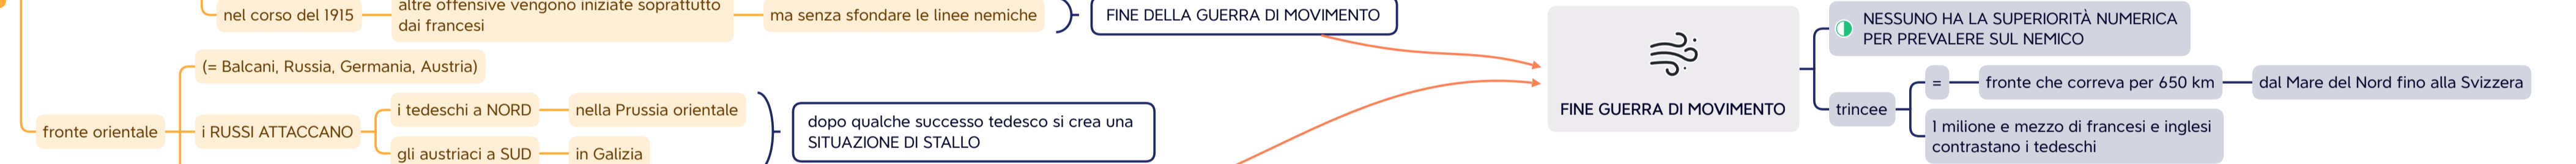 nel corso del 1915
altre offensive vengono iniziate soprattutto
dai francesi
ma senza sfondare le linee nemiche
FINE DELLA GUERRA DI MOVIMENTO
fronte orientale
(= Balcani, Russia, Germania, Austria)
i RUSSI ATTACCANO
i tedeschi a NORD
nella Prussia orientale
gli austriaci a SUD
in Galizia
dopo qualche successo tedesco si crea una
SITUAZIONE DI STALLO
FINE GUERRA DI MOVIMENTO
NESSUNO HA LA SUPERIORITÀ NUMERICA
PER PREVALERE SUL NEMICO
trincee
=
fronte che correva per 650 km
dal Mare del Nord fino alla Svizzera
1 milione e mezzo di francesi e inglesi
contrastano i tedeschi